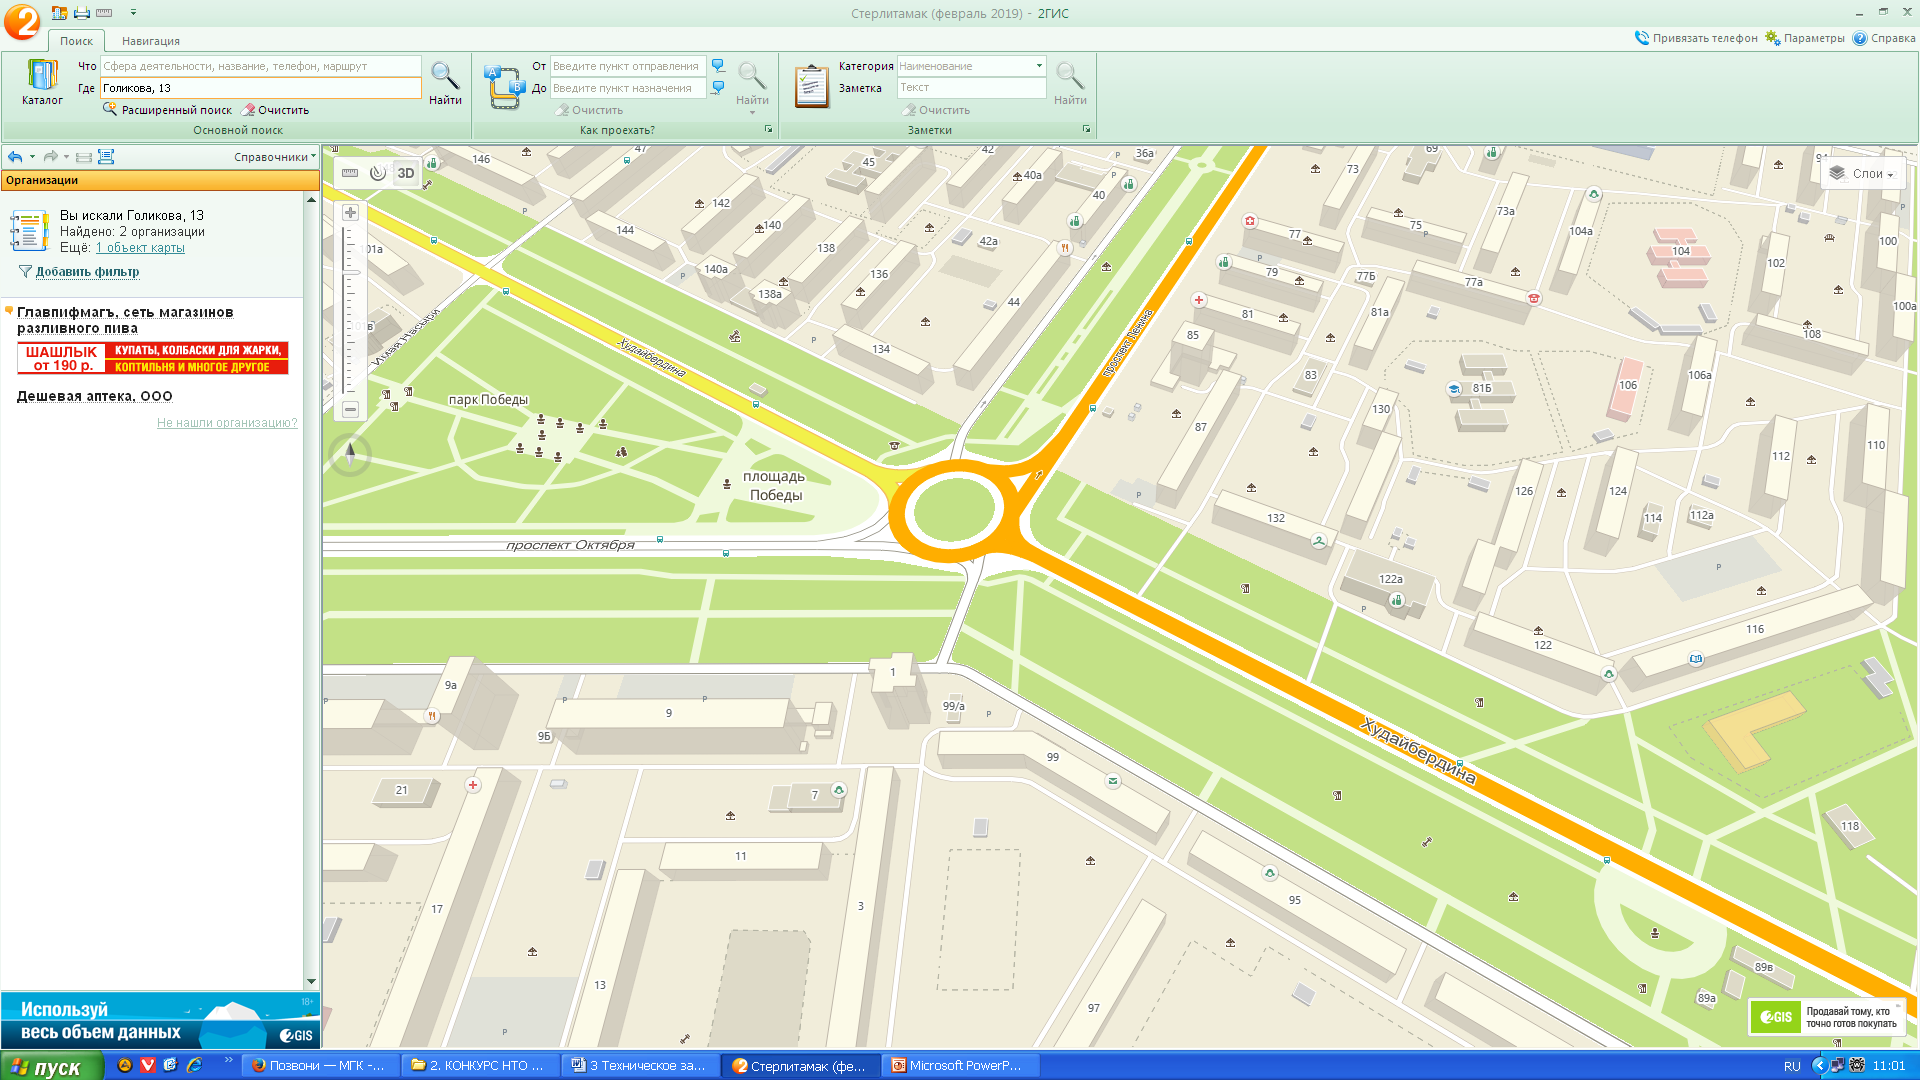 Стерлитамак (февраль 2019) - 2ГИС
Поиск
Навигация
Привязать телефон
Параметры
Справка
Каталог
Что
Сфера деятельности, название, телефон, маршрут
Где
Голикова, 13
Расширенный поиск
Очистить
Найти
Основной поиск
От
Введите пункт отправления
До
Введите пункт назначения
Очистить
Найти
Как проехать?
Категория
Наименование
Заметка
Текст
Очистить
Найти
Заметки
Справочники
Организации
Вы искали Голикова, 13
Найдено: 2 организации
Ещё: 1 объект карты
Добавить фильтр
Главпифмагъ, сеть магазинов
разливного пива
ШАШЛЫК
от 190 р.
КУПАТЫ, КОЛБАСКИ ДЛЯ ЖАРКИ,
КОПТИЛЬНЯ И МНОГОЕ ДРУГОЕ
Дешевая аптека, ООО
Не нашли организацию?
Используй
весь объем данных
18+
2GIS
3D
Слои
146
47
45
42
36а
40а
40
142
140
144
138
42а
140а
136
138а
44
134
73
69
73а
75
77
104а
104
102
100
79
77Б
77а
100а
81
81а
85
108
83
81Б
106
106а
130
87
110
112
126
124
114
112а
132
122а
122
116
118
Имая Насыри
Худайбердина
проспект Ленина
парк Победы
площадь
Победы
проспект Октября
Худайбердина
9а
1
9
99/а
9Б
99
21
7
11
3
17
13
95
97
89в
89а
2GIS
Продавай тому, кто
точно готов покупать
пуск
Позвони — МГК -...
2. КОНКУРС НТО ...
3 Техническое за...
Стерлитамак (фе...
Microsoft PowerP...
RU
11:01